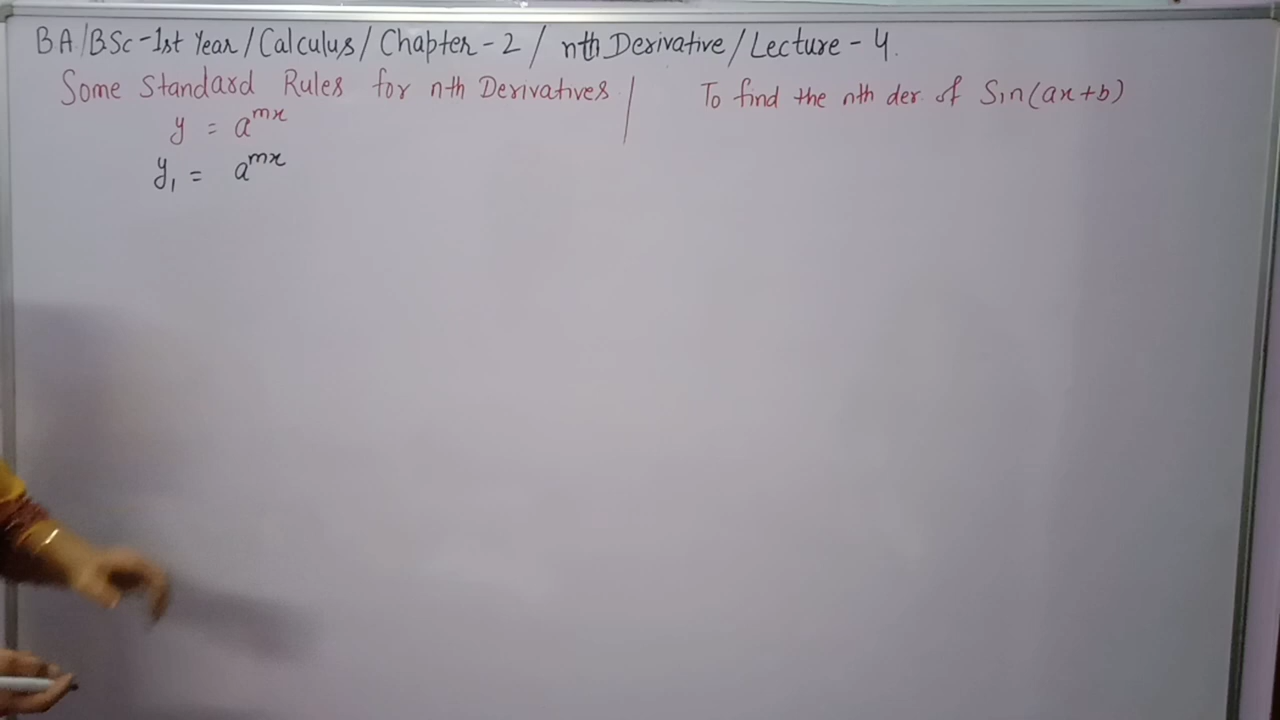 BA/BSc-1st Year/Calculus/Chapter-2/ nth Derivative/Lecture-4.
Some Standard Rules for nth Derivatives / To find the nth der. of Sin(ax+b)
y = a^{mx}
y₁ = a^{mx}